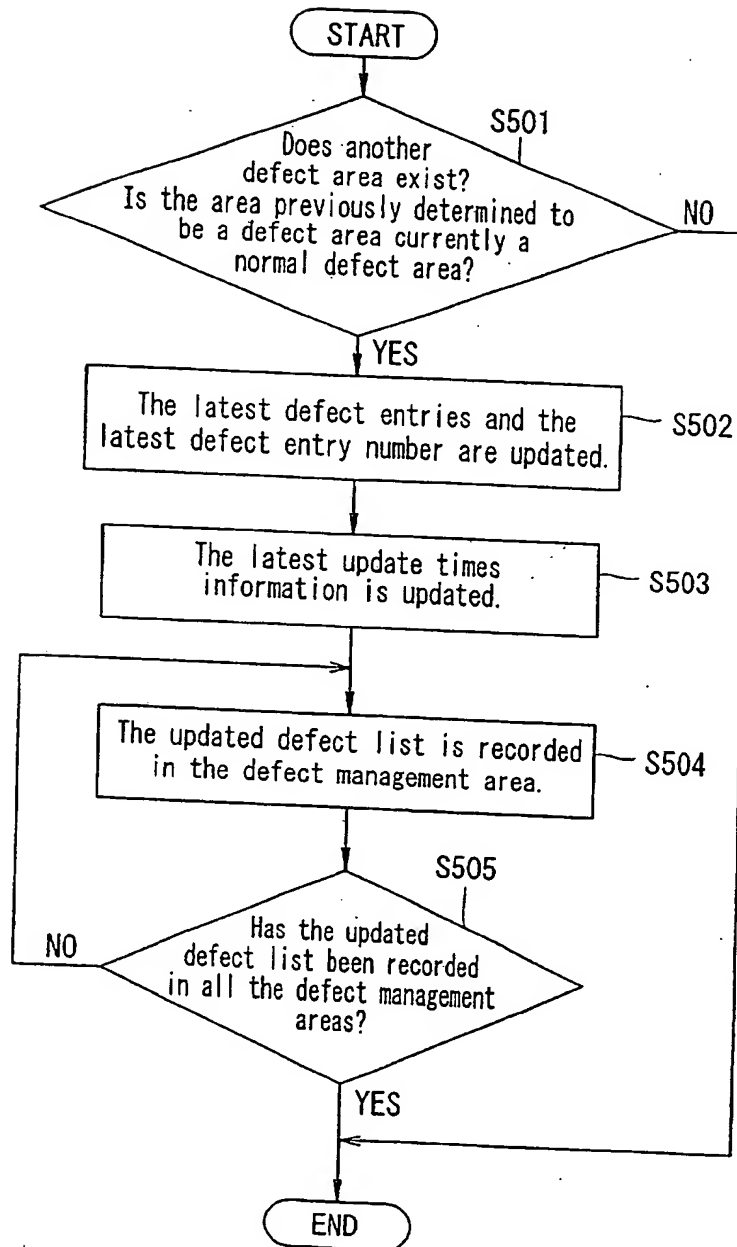 START
S501
Does another
defect area exist?
Is the area previously determined to
be a defect area currently a
normal defect area?
NO
YES
The latest defect entries and the
latest defect entry number are updated.
S502
The latest update times
information is updated.
S503
The updated defect list is recorded
in the defect management area.
S504
S505
Has the updated
defect list been recorded
in all the defect management
areas?
NO
YES
END